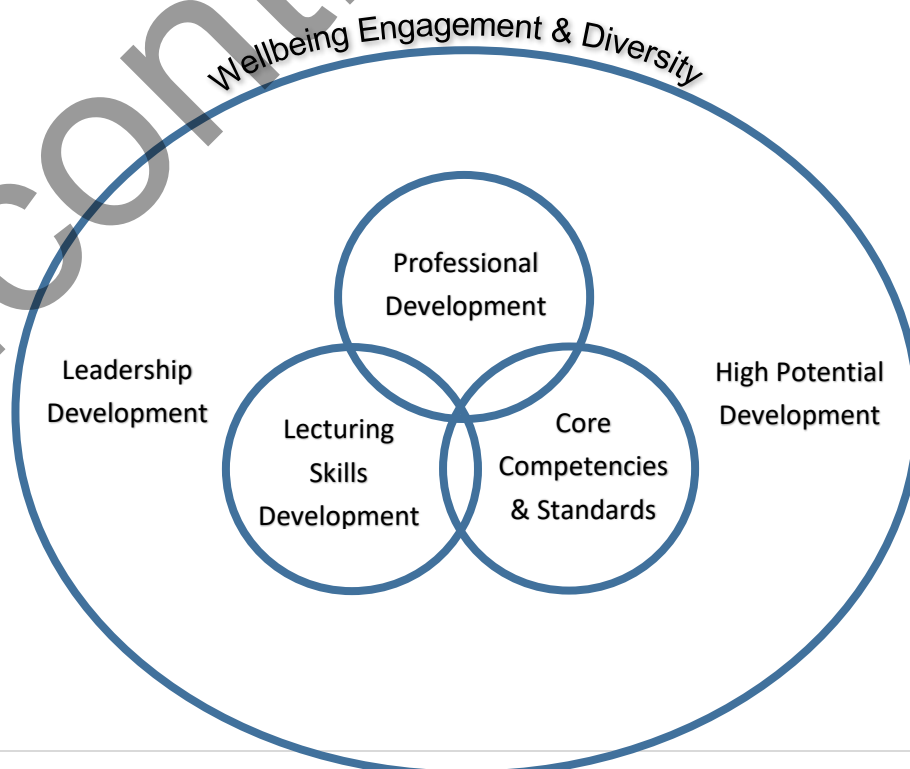 Wellbeing Engagement & Diversity
Professional
Development
Leadership
Development
High Potential
Development
Lecturing
Skills
Development
Core
Competencies
& Standards